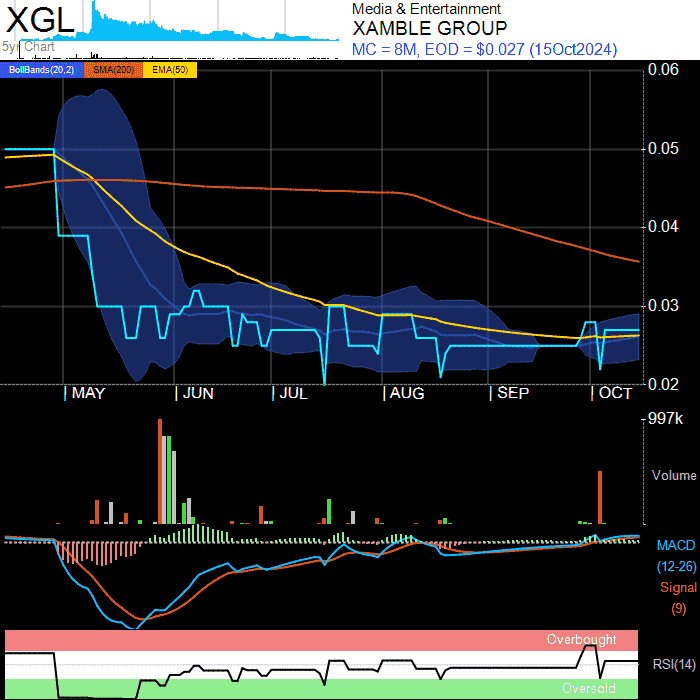 XGL
5yr Chart
Media & Entertainment
XAMBLE GROUP
MC = 8M, EOD = $0.027 (15Oct2024)
BollBands(20,2) SMA(200) EMA(50)
0.06
0.05
0.04
0.03
0.02
MAY JUN JUL AUG SEP OCT
997k
Volume
MACD
(12-26)
Signal
(9)
Overbought
RSI(14)
Oversold